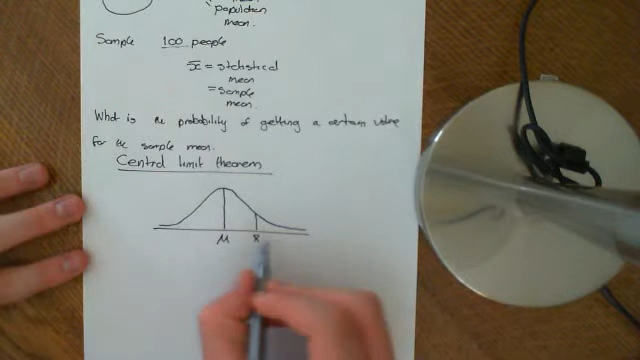 population
mean.
Sample 100 people
x̄ = statistical
mean
= sample
mean.
What is the probability of getting a certain value
for the sample mean.
Central limit theorem
μ x̄